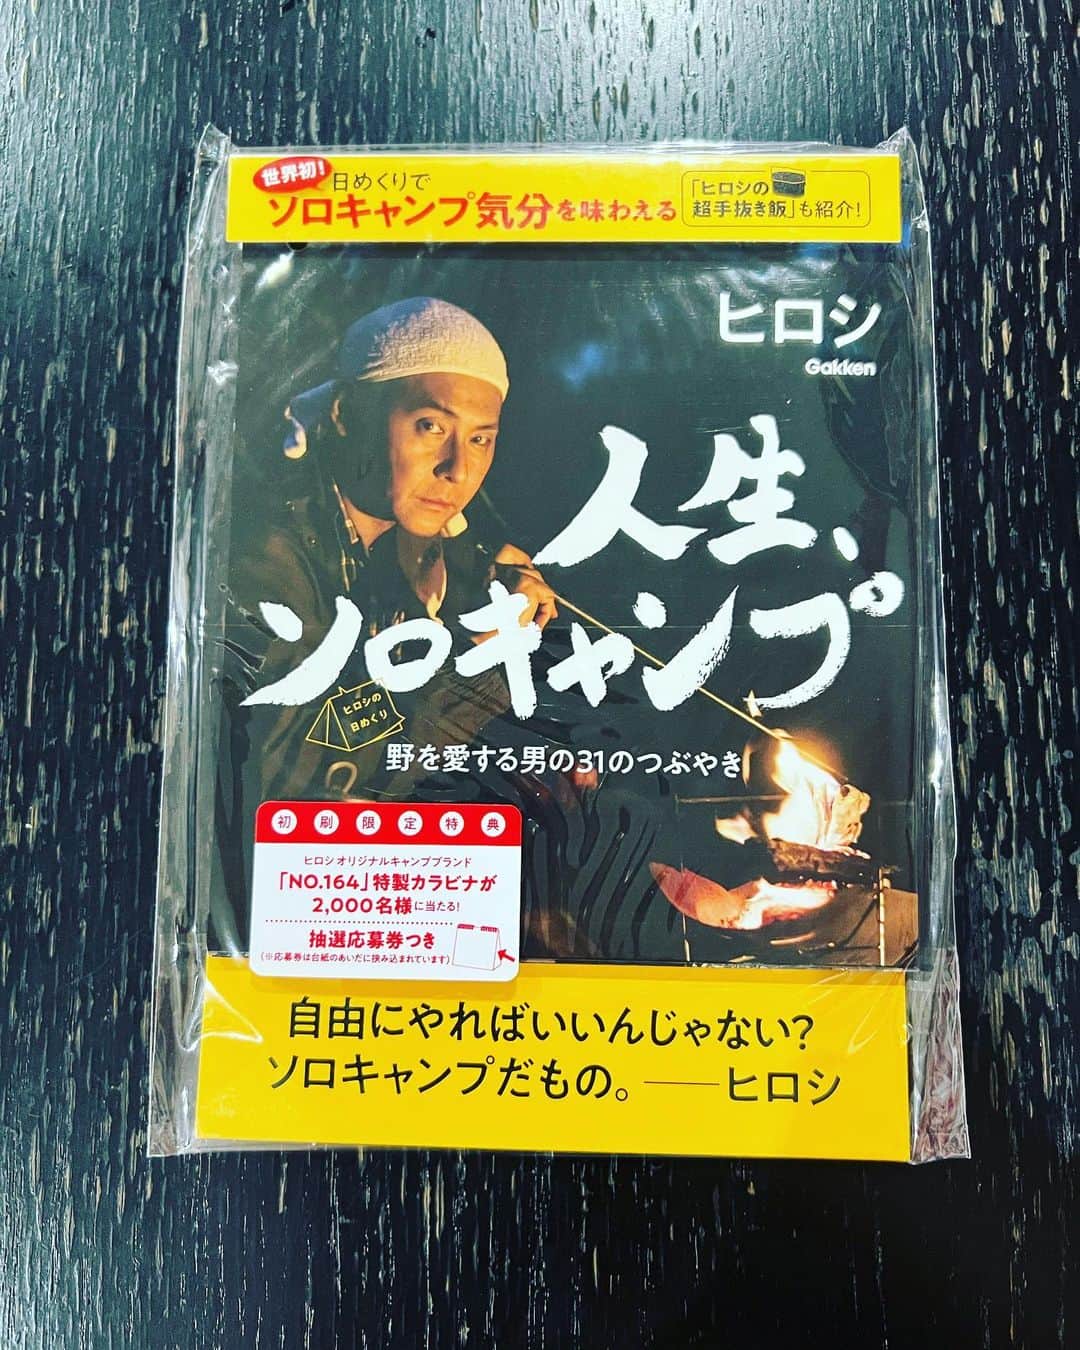 世界初!
日めくりで
ソロキャンプ気分を味わえる
「ヒロシの
超手抜き飯」も紹介!
ヒロシ
Gakken
人生、
ソロキャンプ
ヒロシの
日めくり
野を愛する男の31のつぶやき
初刷限定特典
ヒロシ オリジナルキャンプブランド
「NO.164」特製カラビナが
2,000名様に当たる!
抽選応募券つき
(※応募券は台紙のあいだに挟み込まれています)
自由にやればいいんじゃない?
ソロキャンプだもの。——ヒロシ